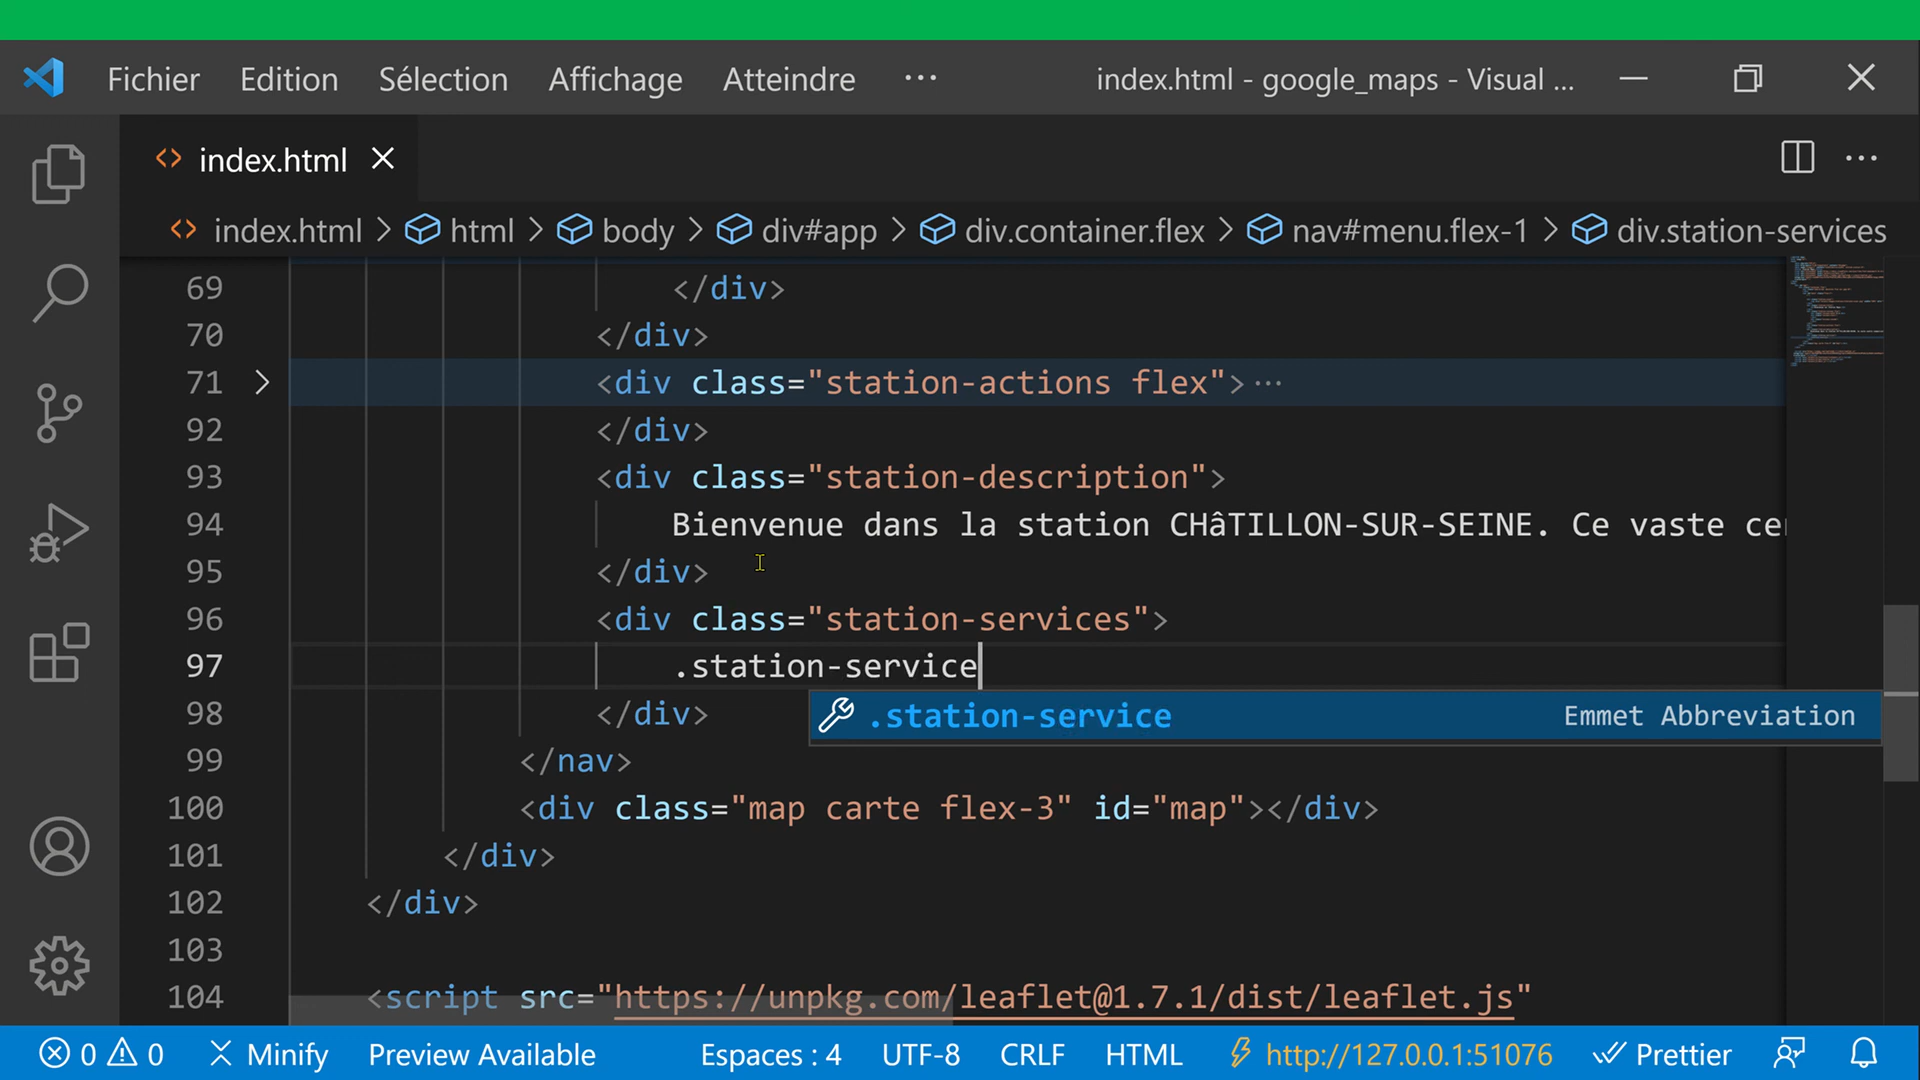 Fichier Edition Sélection Affichage Atteindre ··· index.html - google_maps - Visual ...
index.html
index.html > html > body > div#app > div.container.flex > nav#menu.flex-1 > div.station-services
69 </div>
70 </div>
71 <div class="station-actions flex">···
92 </div>
93 <div class="station-description">
94 Bienvenue dans la station CHâTILLON-SUR-SEINE. Ce vaste cen
95 </div>
96 <div class="station-services">
97 .station-service
.station-service Emmet Abbreviation
98 </div>
99 </nav>
100 <div class="map carte flex-3" id="map"></div>
101 </div>
102 </div>
103
104 <script src="https://unpkg.com/leaflet@1.7.1/dist/leaflet.js"
0 0 Minify Preview Available Espaces : 4 UTF-8 CRLF HTML http://127.0.0.1:51076 Prettier